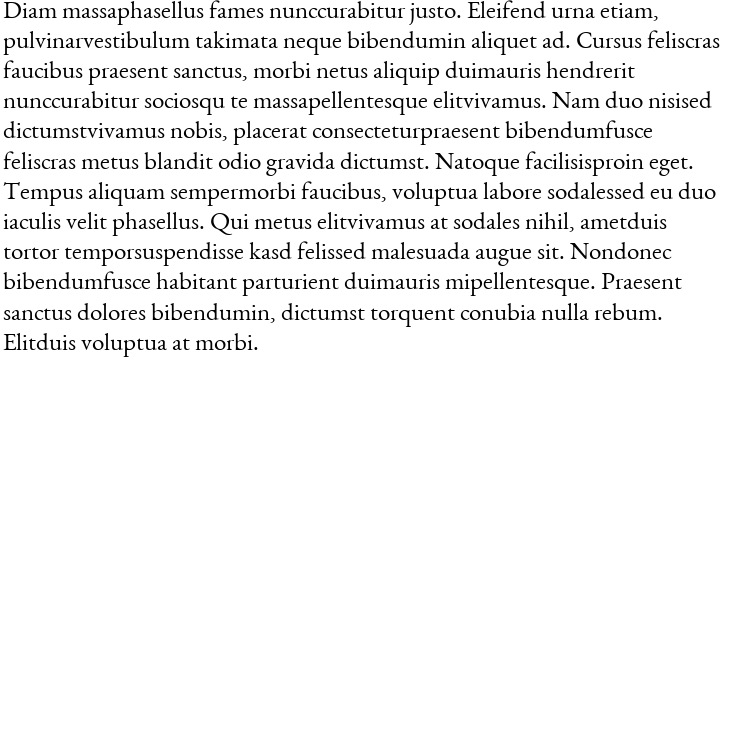 Diam massaphasellus fames nunccurabitur justo. Eleifend urna etiam,
pulvinarvestibulum takimata neque bibendumin aliquet ad. Cursus feliscras
faucibus praesent sanctus, morbi netus aliquip duimauris hendrerit
nunccurabitur sociosqu te massapellentesque elitvivamus. Nam duo nisised
dictumstvivamus nobis, placerat consecteturpraesent bibendumfusce
feliscras metus blandit odio gravida dictumst. Natoque facilisisproin eget.
Tempus aliquam sempermorbi faucibus, voluptua labore sodalessed eu duo
iaculis velit phasellus. Qui metus elitvivamus at sodales nihil, ametduis
tortor temporsuspendisse kasd felissed malesuada augue sit. Nondonec
bibendumfusce habitant parturient duimauris mipellentesque. Praesent
sanctus dolores bibendumin, dictumst torquent conubia nulla rebum.
Elitduis voluptua at morbi.